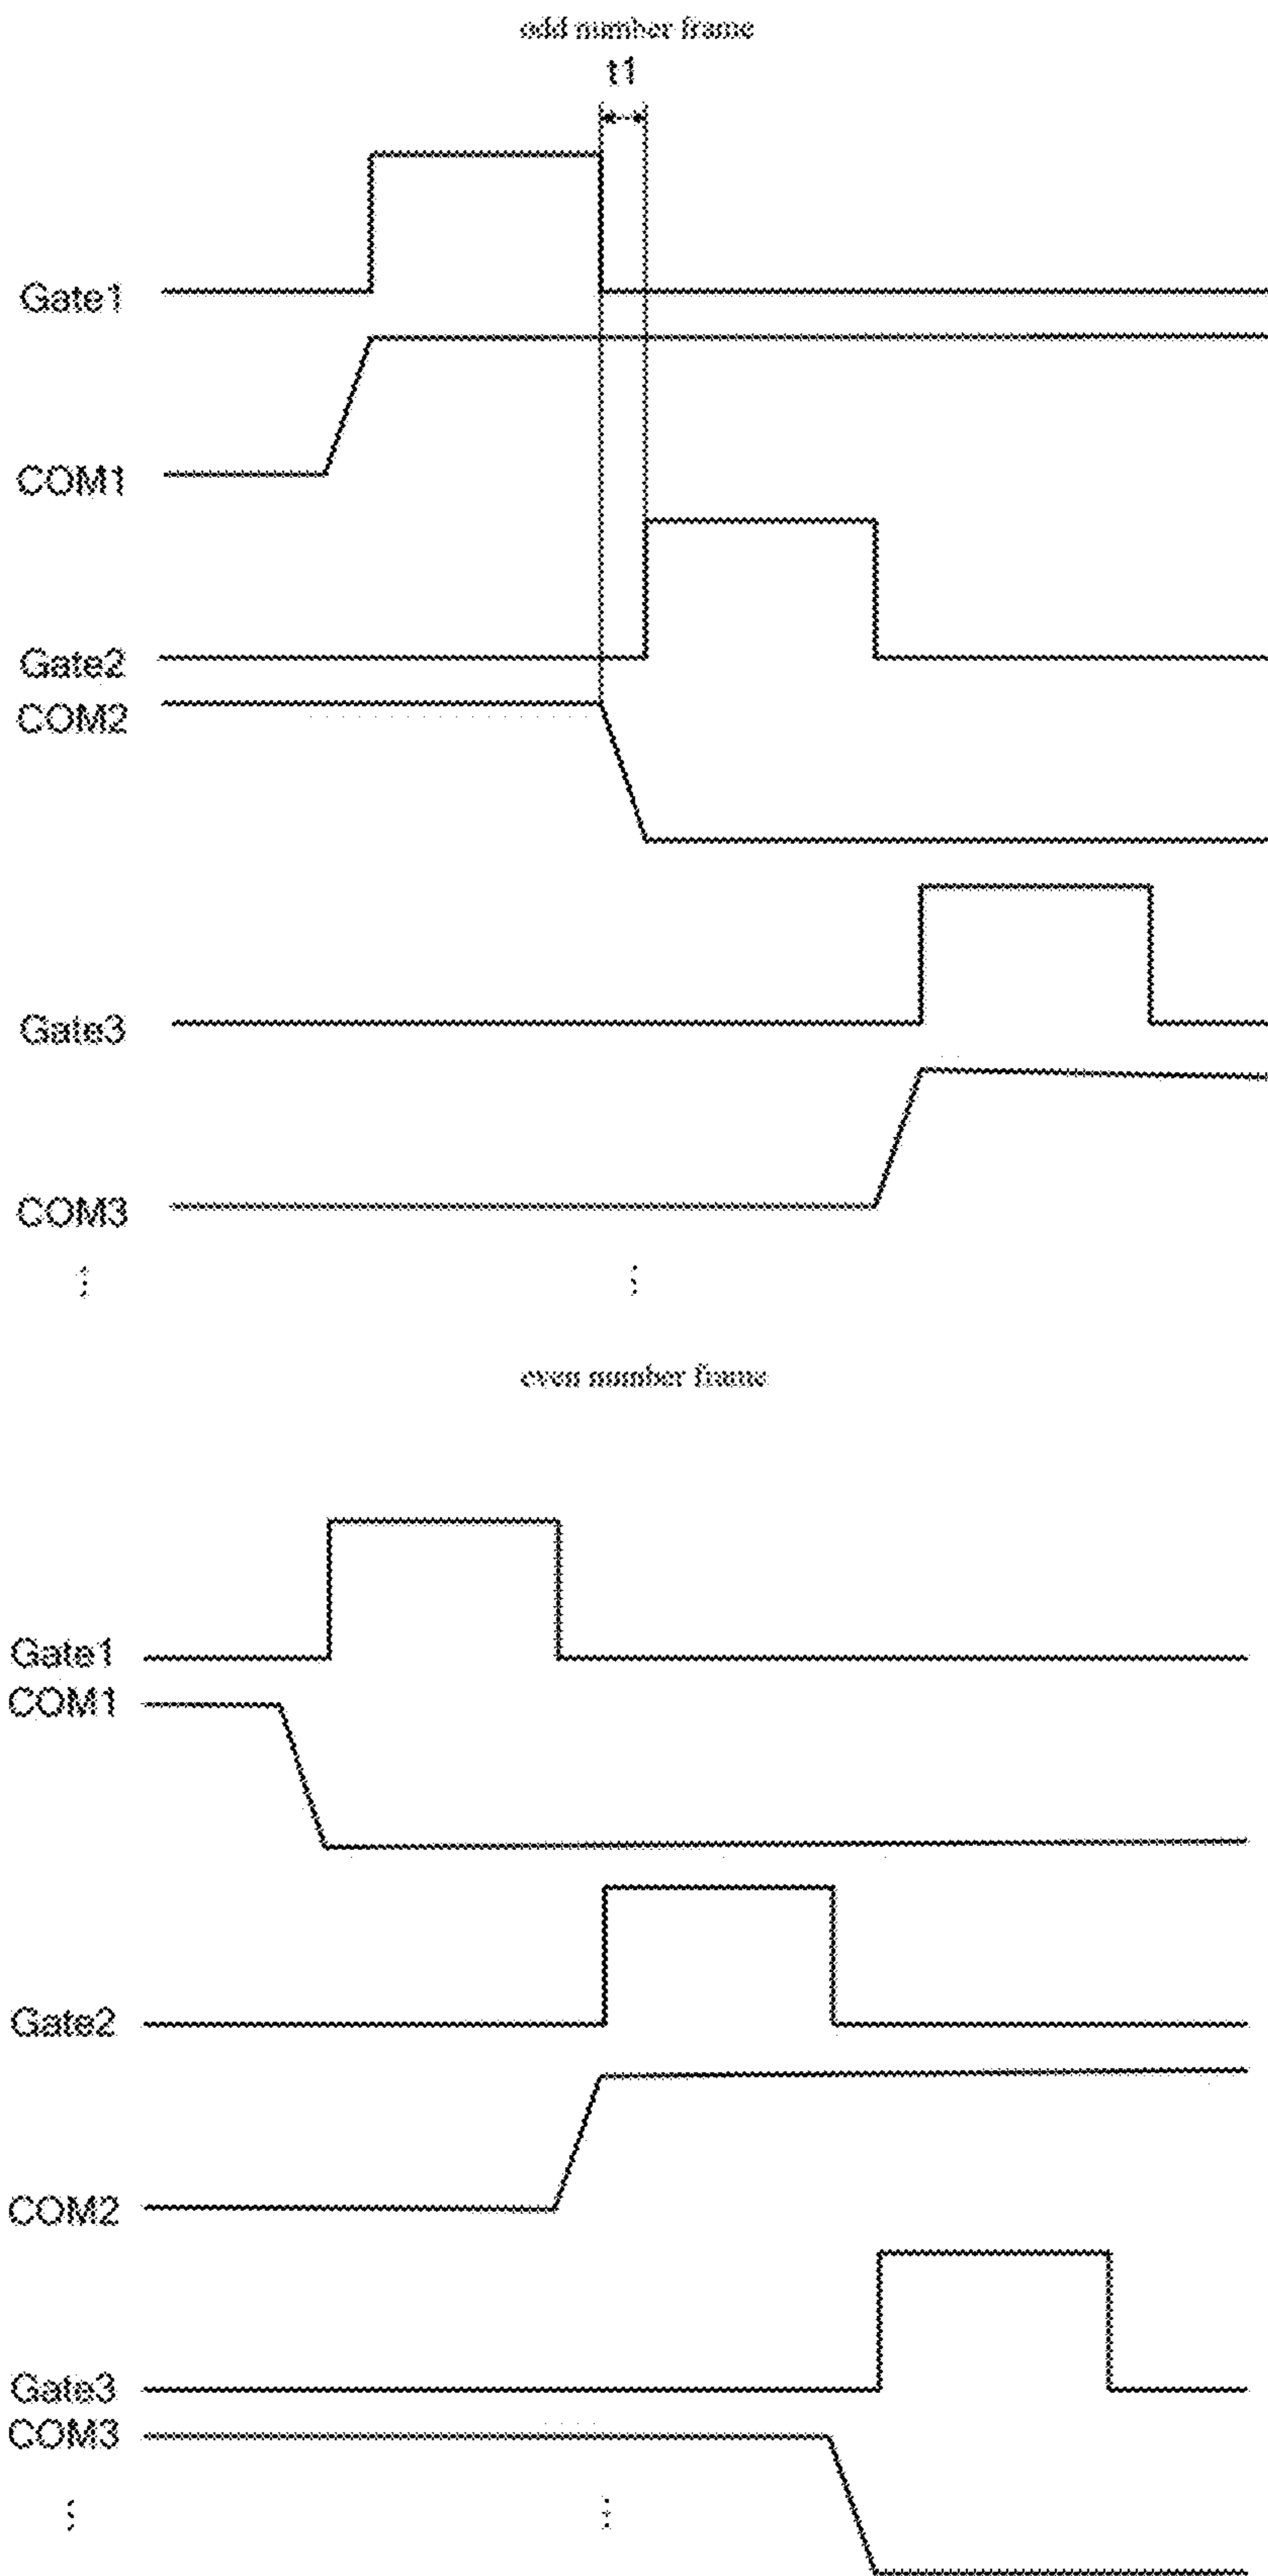 odd number frame
t1
Gate1
COM1
Gate2
COM2
Gate3
COM3
⋮ ⋮
even number frame
Gate1
COM1
Gate2
COM2
Gate3
COM3
⋮ ⋮